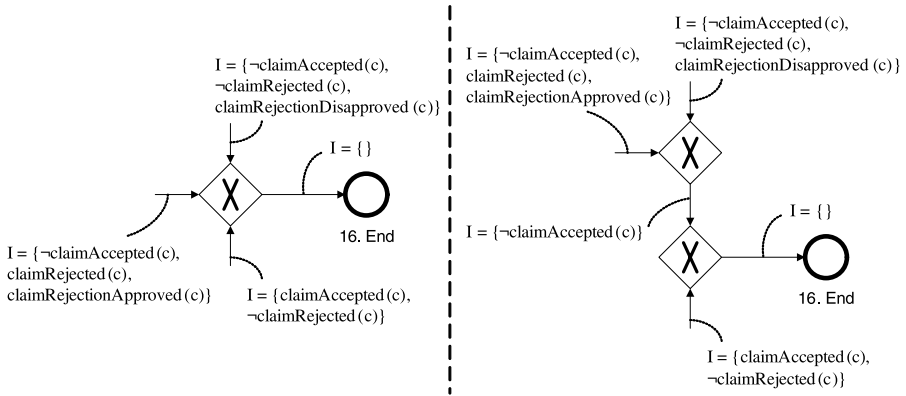 I = {¬claimAccepted(c),
¬claimRejected(c),
claimRejectionDisapproved(c)}
I = {}
X
16. End
I = {¬claimAccepted(c),
claimRejected(c),
claimRejectionApproved(c)}
I = {claimAccepted(c),
¬claimRejected(c)}
I = {¬claimAccepted(c),
¬claimRejected(c),
claimRejectionDisapproved(c)}
I = {¬claimAccepted(c),
claimRejected(c),
claimRejectionApproved(c)}
X
I = {¬claimAccepted(c)}
I = {}
X
16. End
I = {claimAccepted(c),
¬claimRejected(c)}